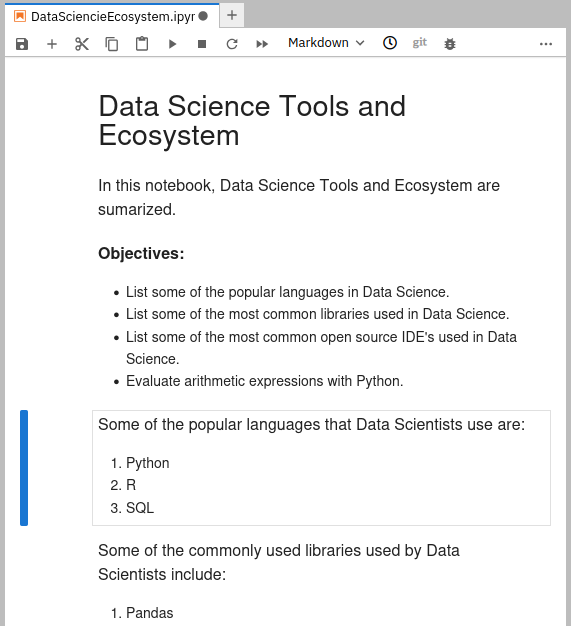 DataSciencieEcosystem.ipyr
Markdown
git
Data Science Tools and
Ecosystem
In this notebook, Data Science Tools and Ecosystem are
sumarized.
Objectives:
• List some of the popular languages in Data Science.
• List some of the most common libraries used in Data Science.
• List some of the most common open source IDE's used in Data
Science.
• Evaluate arithmetic expressions with Python.
Some of the popular languages that Data Scientists use are:
1. Python
2. R
3. SQL
Some of the commonly used libraries used by Data
Scientists include:
1. Pandas